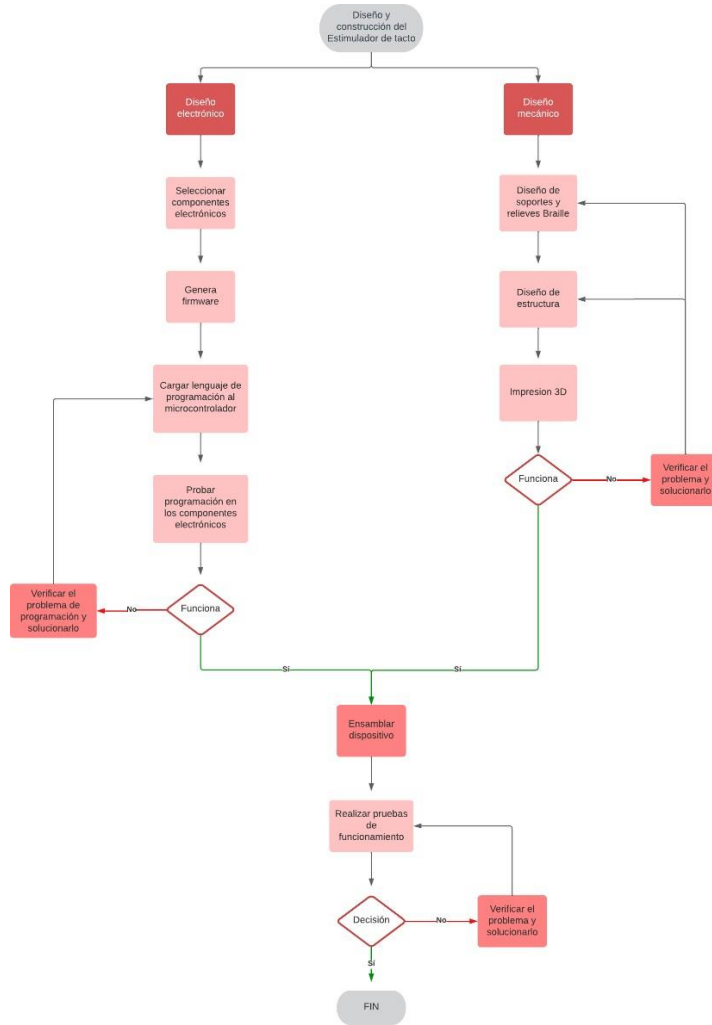 Diseño y
construcción del
Estimulador de tacto
Diseño
electrónico
Diseño
mecánico
Seleccionar
componentes
electrónicos
Diseño de
soportes y
relieves Braille
Genera
firmware
Diseño de
estructura
Cargar lenguaje de
programación al
microcontrolador
Impresion 3D
Funciona
No
Verificar el
problema y
solucionarlo
Probar
programación en
los componentes
electrónicos
Verificar el
problema de
programación y
solucionarlo
No
Funciona
Sí
Sí
Ensamblar
dispositivo
Realizar pruebas
de
funcionamiento
Decisión
No
Verificar el
problema y
solucionarlo
Sí
FIN